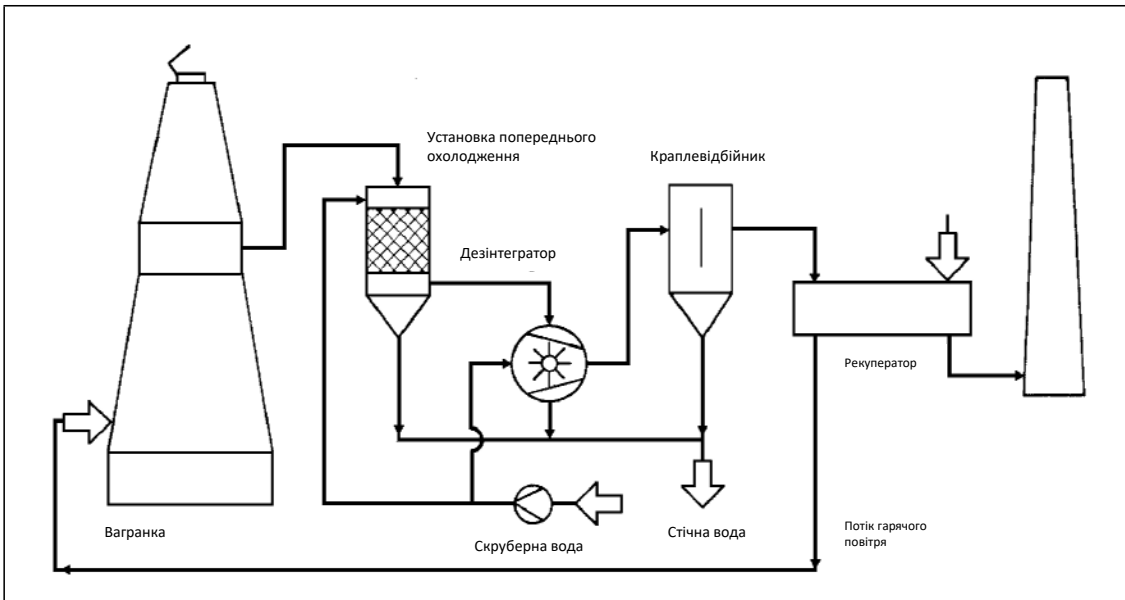 Установка попереднього
охолодження
Краплевідбійник
Дезінтегратор
Рекуператор
Вагранка
Скруберна вода
Стічна вода
Потік гарячого
повітря